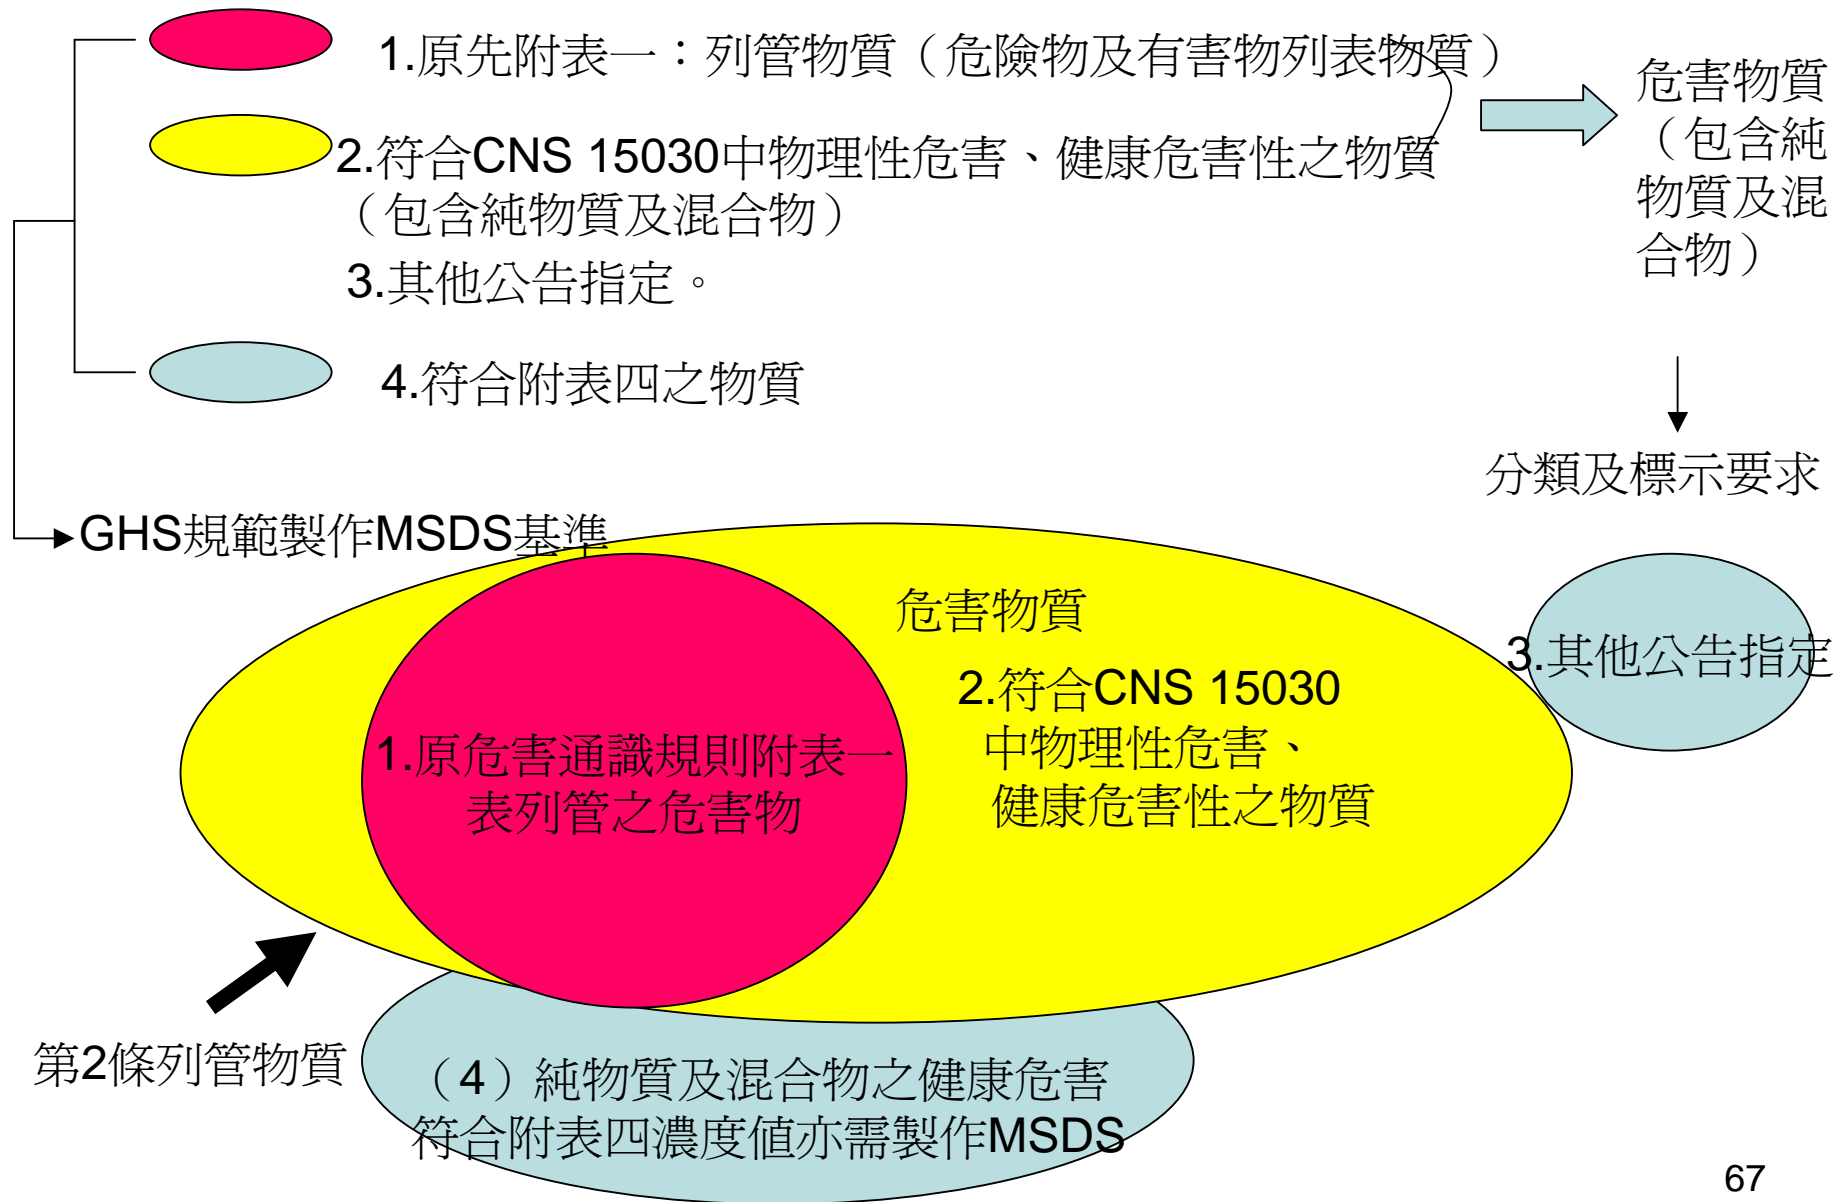 1.原先附表一：列管物質（危險物及有害物列表物質）
2.符合CNS 15030中物理性危害、健康危害性之物質
（包含純物質及混合物）
3.其他公告指定。
4.符合附表四之物質
危害物質
（包含純
物質及混
合物）
分類及標示要求
GHS規範製作MSDS基準
危害物質
2.符合CNS 15030
中物理性危害、
健康危害性之物質
3.其他公告指定
1.原危害通識規則附表一
表列管之危害物
第2條列管物質
（4）純物質及混合物之健康危害
符合附表四濃度值亦需製作MSDS
67